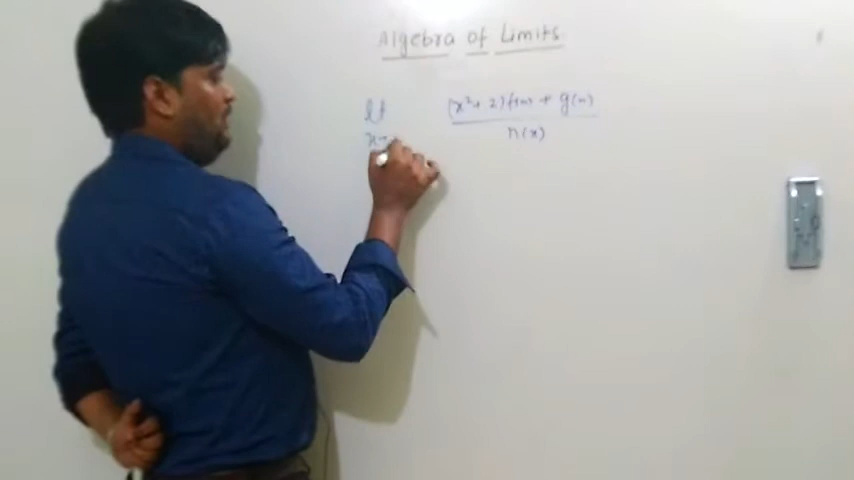 Algebra of Limits
lt (x²+2)f(x) + g(x)
x→ h(x)